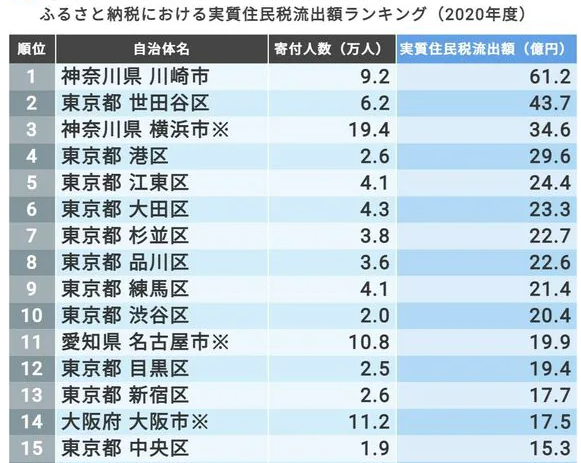 ふるさと納税における実質住民税流出額ランキング（2020年度）
順位 自治体名 寄付人数（万人） 実質住民税流出額（億円）
1 神奈川県 川崎市 9.2 61.2
2 東京都 世田谷区 6.2 43.7
3 神奈川県 横浜市※ 19.4 34.6
4 東京都 港区 2.6 29.6
5 東京都 江東区 4.1 24.4
6 東京都 大田区 4.3 23.3
7 東京都 杉並区 3.8 22.7
8 東京都 品川区 3.6 22.6
9 東京都 練馬区 4.1 21.4
10 東京都 渋谷区 2.0 20.4
11 愛知県 名古屋市※ 10.8 19.9
12 東京都 目黒区 2.5 19.4
13 東京都 新宿区 2.6 17.7
14 大阪府 大阪市※ 11.2 17.5
15 東京都 中央区 1.9 15.3